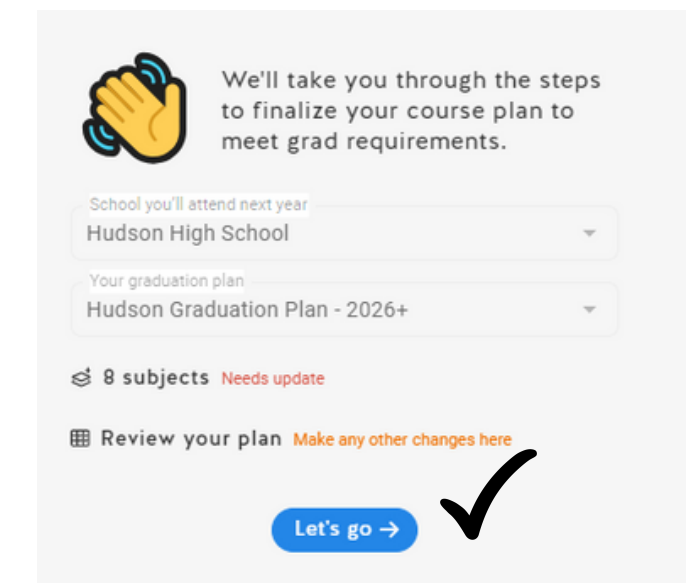 We'll take you through the steps
to finalize your course plan to
meet grad requirements.
School you'll attend next year
Hudson High School
Your graduation plan
Hudson Graduation Plan - 2026+
8 subjects Needs update
Review your plan Make any other changes here
Let's go →